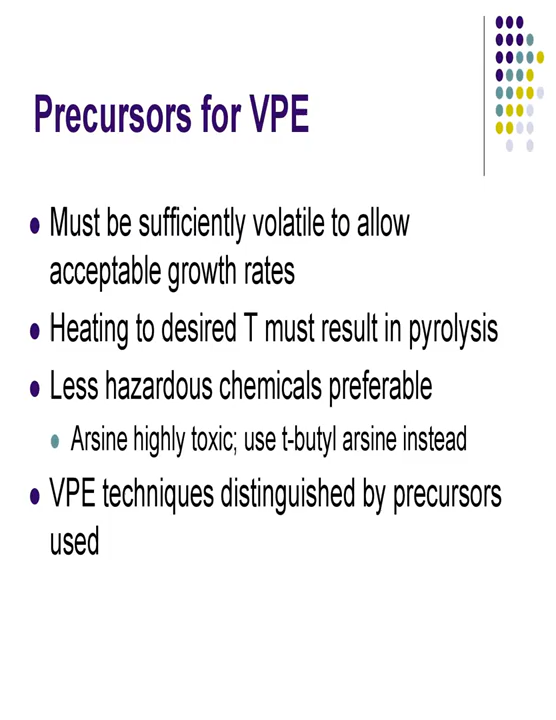 Precursors for VPE
Must be sufficiently volatile to allow
acceptable growth rates
Heating to desired T must result in pyrolysis
Less hazardous chemicals preferable
Arsine highly toxic; use t-butyl arsine instead
VPE techniques distinguished by precursors
used